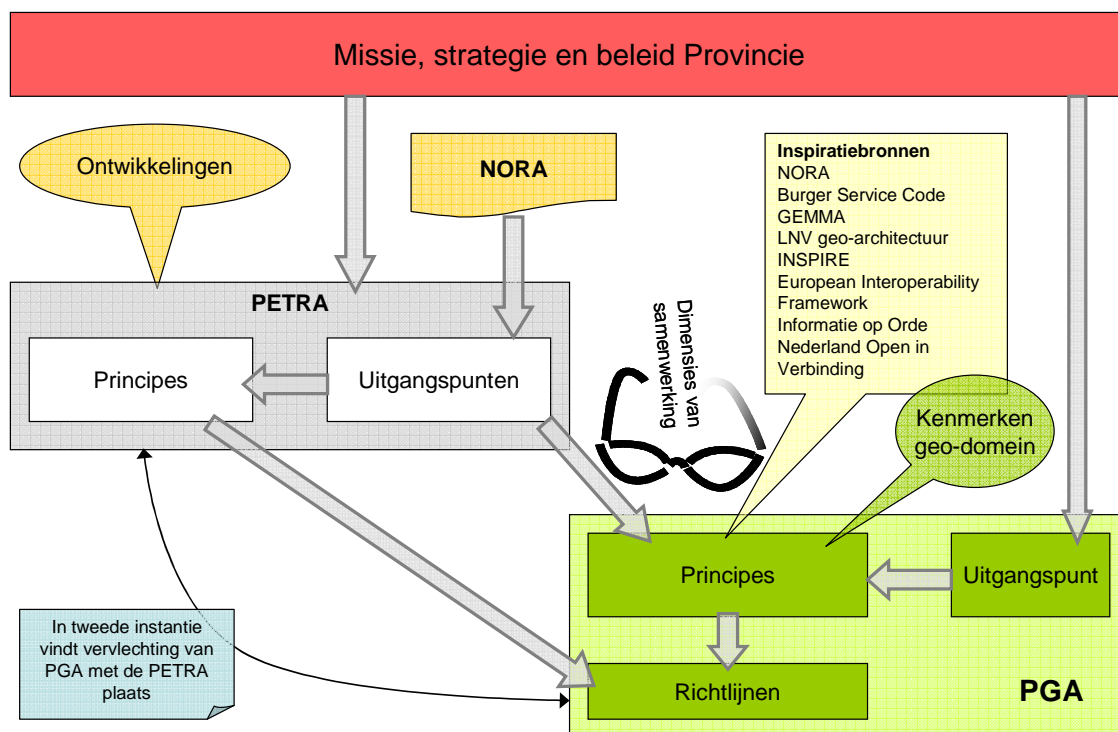 Missie, strategie en beleid Provincie
Ontwikkelingen
NORA
Inspiratiebronnen
NORA
Burger Service Code
GEMMA
LNV geo-architectuur
INSPIRE
European Interoperability
Framework
Informatie op Orde
Nederland Open in
Verbinding
PETRA
Principes
Uitgangspunten
Dimensies van
samenwerking
Kenmerken
geo-domein
Principes
Uitgangspunt
In tweede instantie
vindt vervlechting van
PGA met de PETRA
plaats
Richtlijnen
PGA